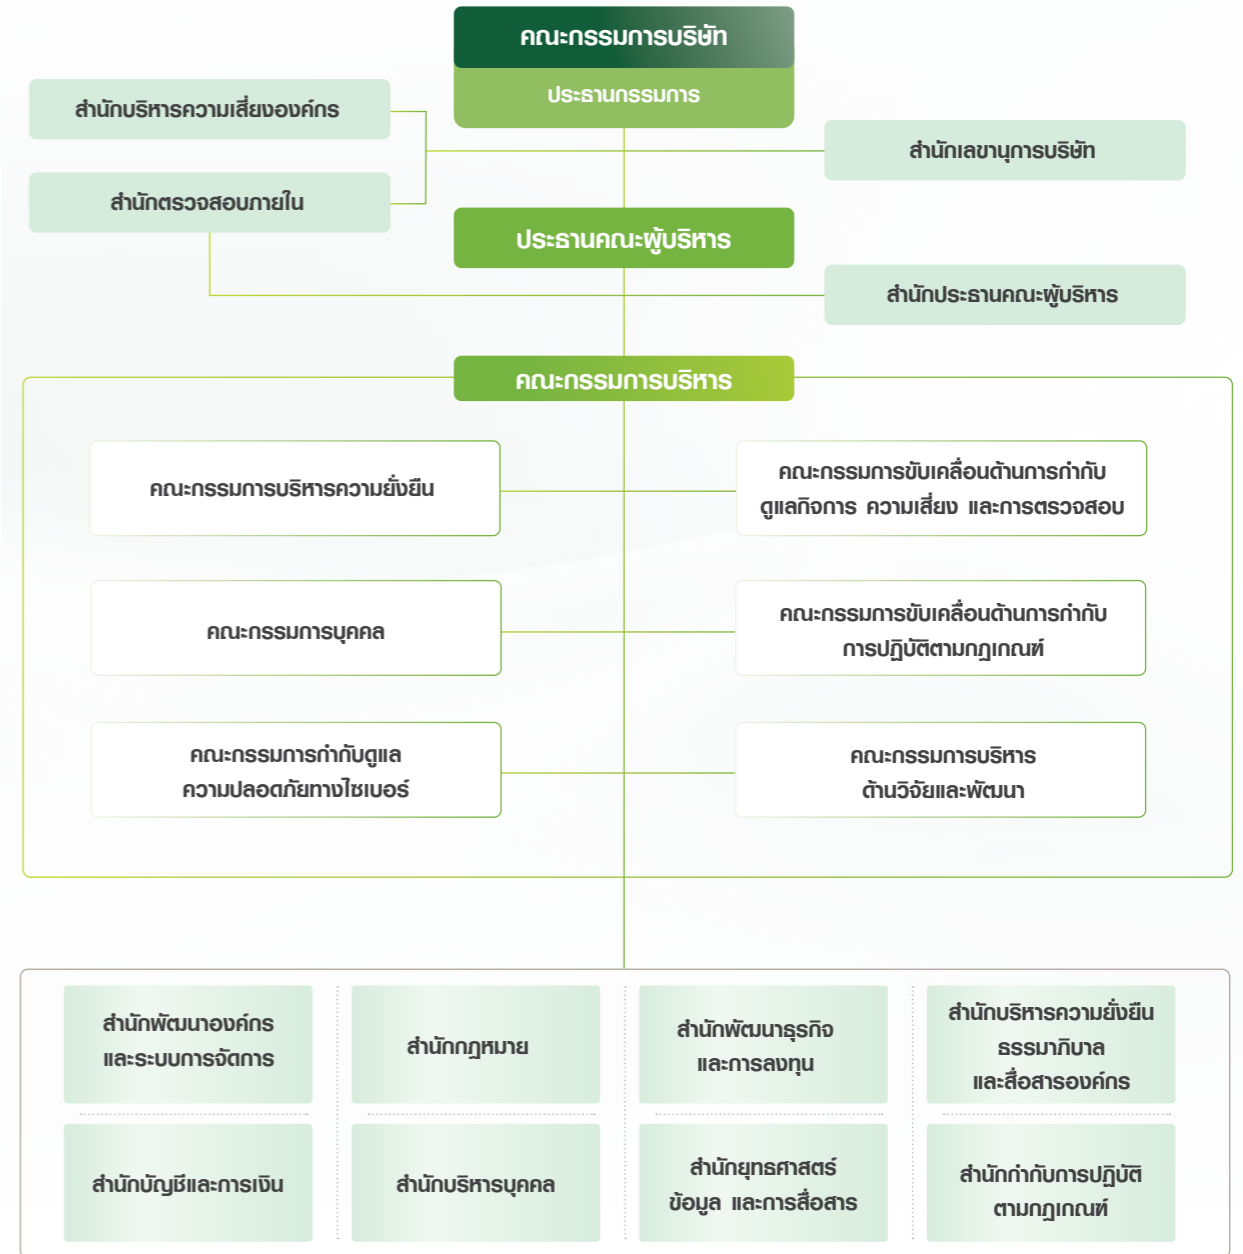 คณะกรรมการบริษัท
ประธานกรรมการ
สำนักบริหารความเสี่ยงองค์กร
สำนักเลขานุการบริษัท
สำนักตรวจสอบภายใน
ประธานคณะผู้บริหาร
สำนักประธานคณะผู้บริหาร
คณะกรรมการบริหาร
คณะกรรมการบริหารความยั่งยืน
คณะกรรมการขับเคลื่อนด้านการกำกับ
ดูแลกิจการ ความเสี่ยง และการตรวจสอบ
คณะกรรมการบุคคล
คณะกรรมการขับเคลื่อนด้านการกำกับ
การปฏิบัติตามกฎเกณฑ์
คณะกรรมการกำกับดูแล
ความปลอดภัยทางไซเบอร์
คณะกรรมการบริหาร
ด้านวิจัยและพัฒนา
สำนักพัฒนาองค์กร
และระบบการจัดการ
สำนักกฎหมาย
สำนักพัฒนาธุรกิจ
และการลงทุน
สำนักบริหารความยั่งยืน
ธรรมาภิบาล
และสื่อสารองค์กร
สำนักบัญชีและการเงิน
สำนักบริหารบุคคล
สำนักยุทธศาสตร์
ข้อมูล และการสื่อสาร
สำนักกำกับการปฏิบัติ
ตามกฎเกณฑ์